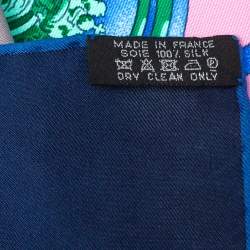 MADE IN FRANCE
SOIE 100% SILK
DRY CLEAN ONLY